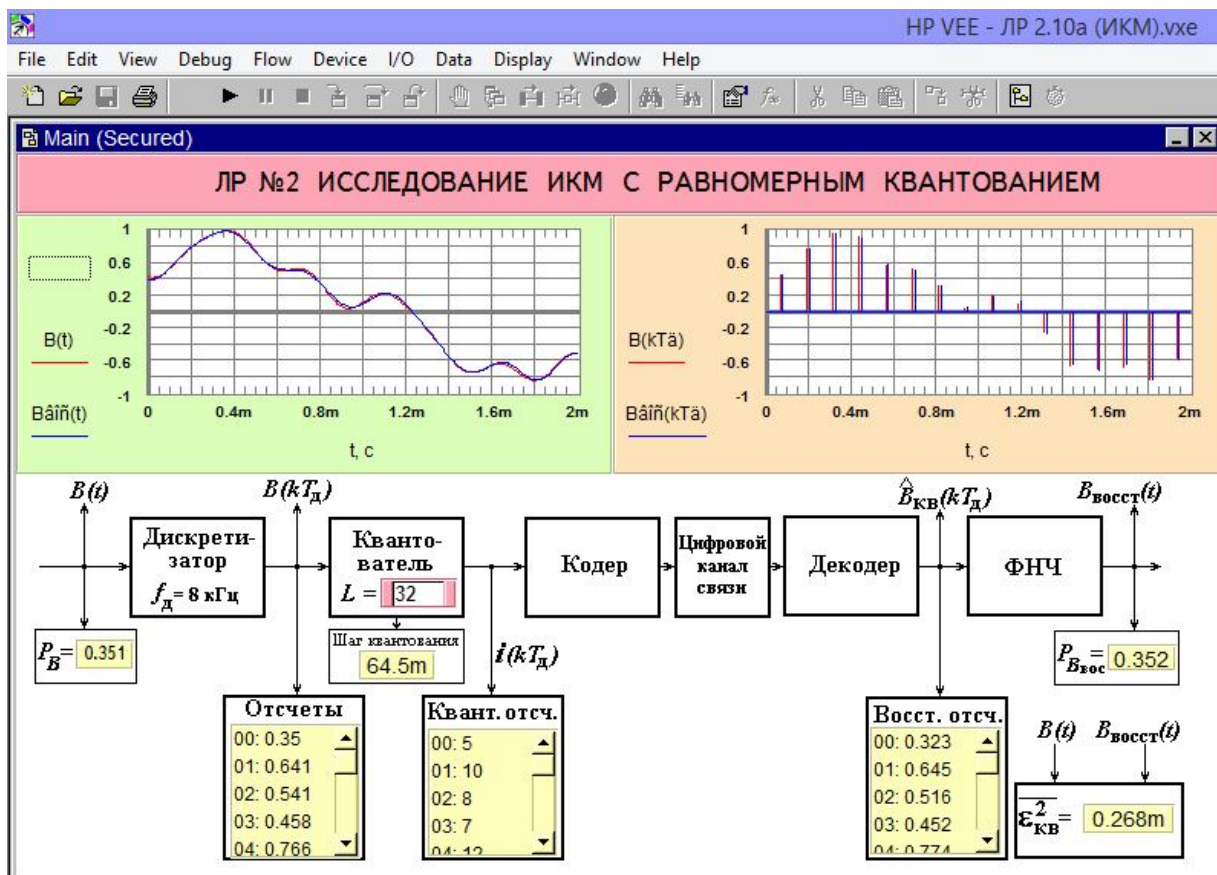 HP VEE - ЛР 2.10a (ИКМ).vxe
File Edit View Debug Flow Device I/O Data Display Window Help
Main (Secured)
ЛР №2 ИССЛЕДОВАНИЕ ИКМ С РАВНОМЕРНЫМ КВАНТОВАНИЕМ
1
0.6
0.2
-0.2
-0.6
-1
B(t)
Bâîñ(t)
0 0.4m 0.8m 1.2m 1.6m 2m
t, c
1
0.6
0.2
-0.2
-0.6
-1
B(kTä)
Bâîñ(kTä)
0 0.4m 0.8m 1.2m 1.6m 2m
t, c
B(t)
B(kTд)
B̂КВ(kTд)
Bвосст(t)
Дискрети-
затор
fд= 8 кГц
Кванто-
ватель
L = 32
Кодер
Цифровой
канал
связи
Декодер
ФНЧ
PB= 0.351
Шаг квантования
64.5m
i(kTд)
PBвос= 0.352
Отсчеты
00: 0.35
01: 0.641
02: 0.541
03: 0.458
04: 0.766
Квант. отсч.
00: 5
01: 10
02: 8
03: 7
04: 12
Восст. отсч.
00: 0.323
01: 0.645
02: 0.516
03: 0.452
04: 0.774
B(t) Bвосст(t)
ε²КВ= 0.268m